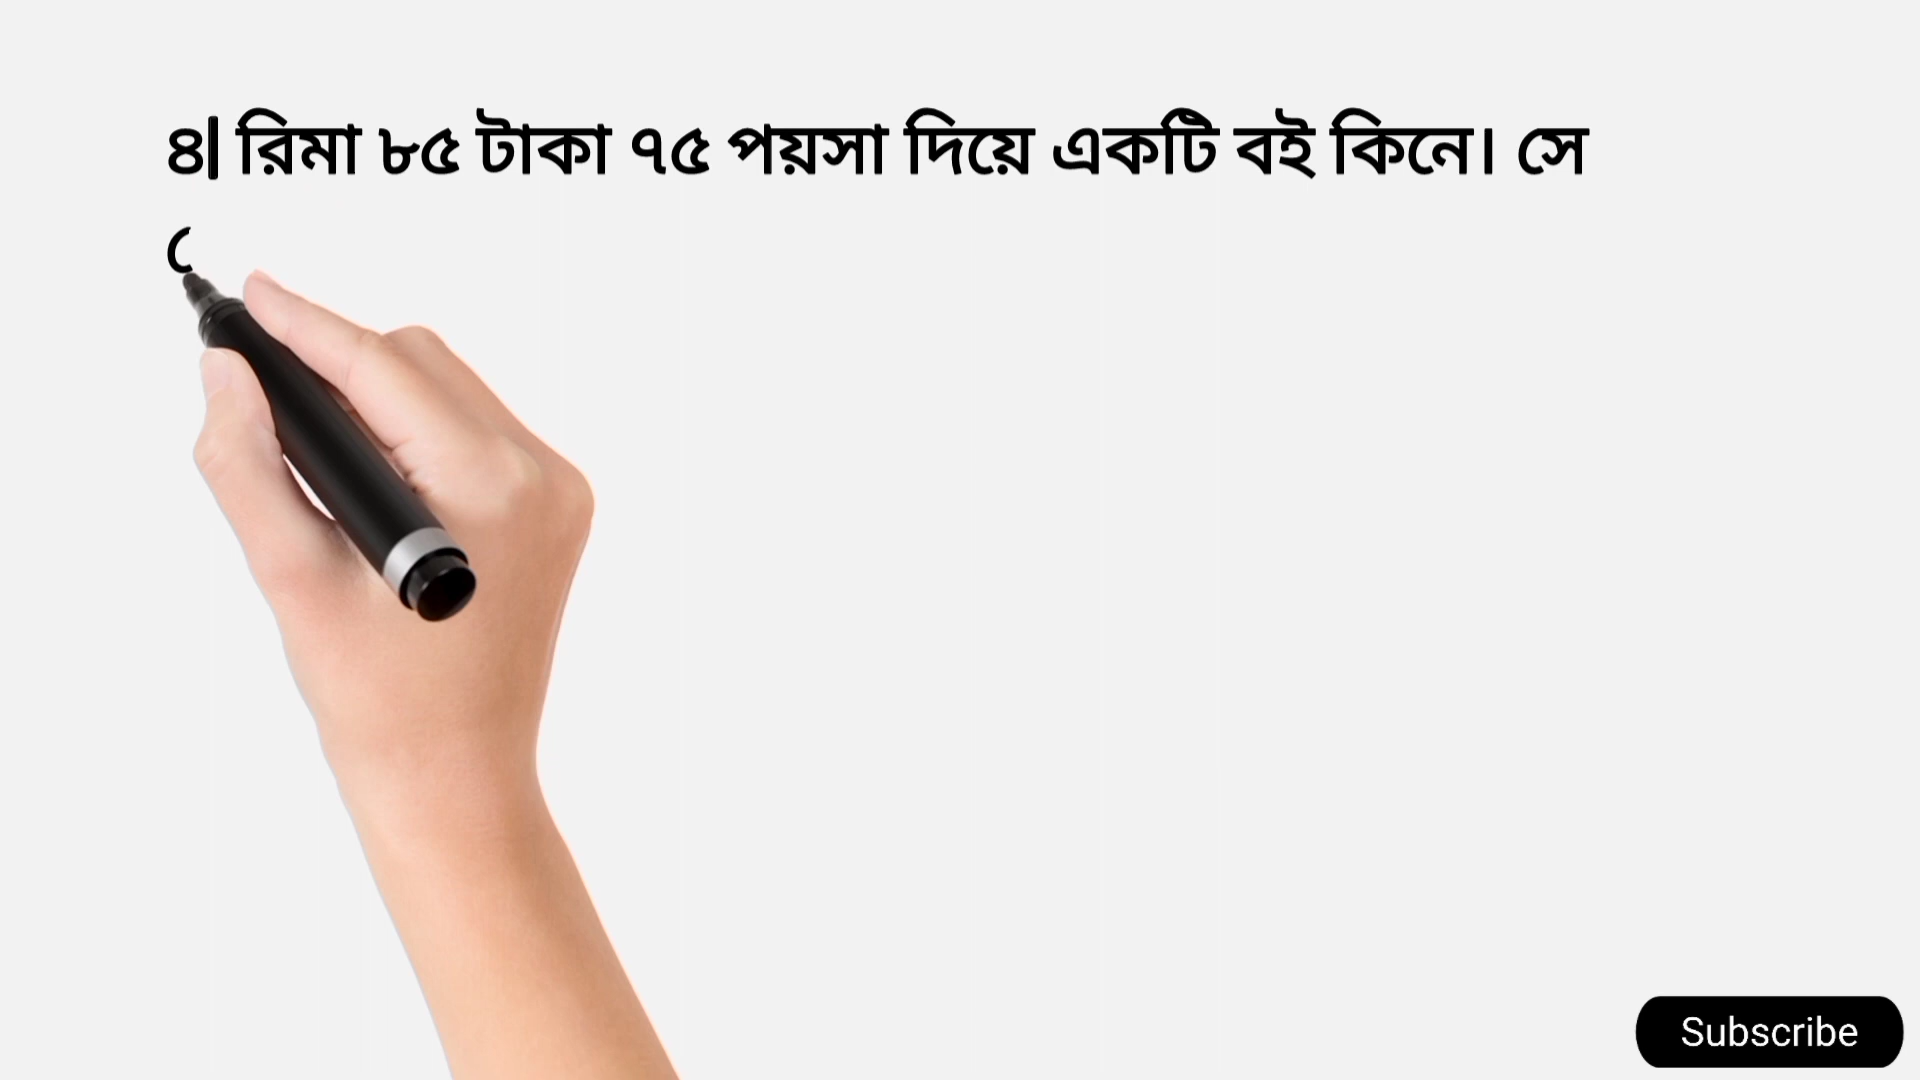 ৪| রিমা ৮৫ টাকা ৭৫ পয়সা দিয়ে একটি বই কিনে। সে
Subscribe